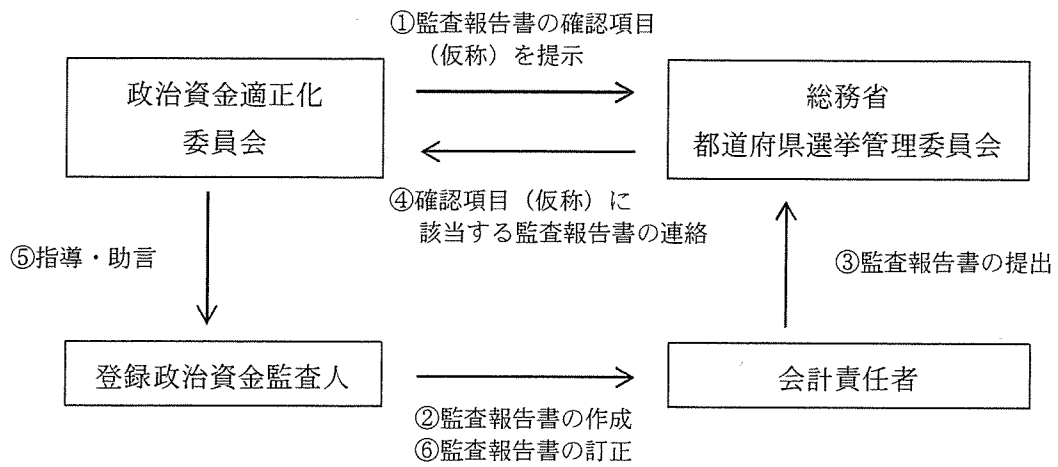 ①監査報告書の確認項目
（仮称）を提示
政治資金適正化
委員会
総務省
都道府県選挙管理委員会
④確認項目（仮称）に
該当する監査報告書の連絡
⑤指導・助言
③監査報告書の提出
登録政治資金監査人
会計責任者
②監査報告書の作成
⑥監査報告書の訂正